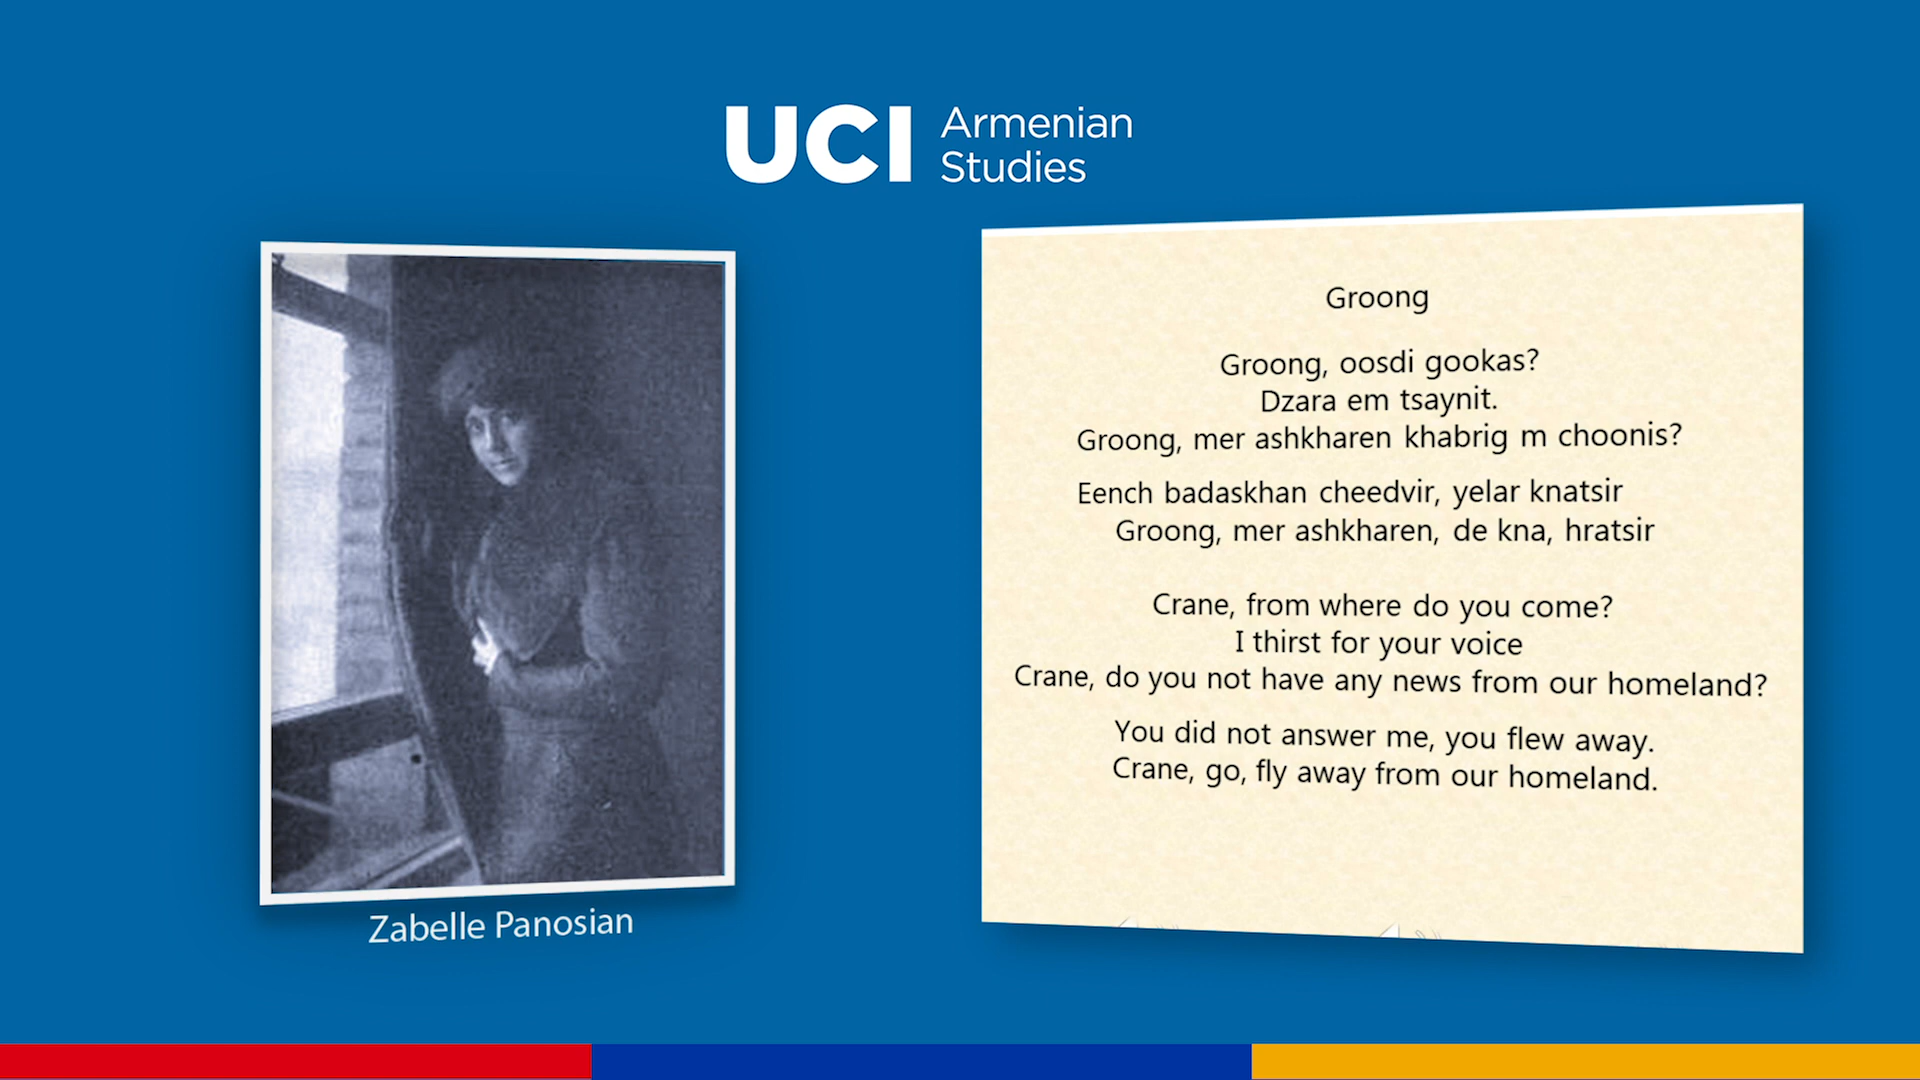 UCI Armenian
Studies
Zabelle Panosian
Groong
Groong, oosdi gookas?
Dzara em tsaynit.
Groong, mer ashkharen khabrig m choonis?
Eench badaskhan cheedvir, yelar knatsir
Groong, mer ashkharen, de kna, hratsir
Crane, from where do you come?
I thirst for your voice
Crane, do you not have any news from our homeland?
You did not answer me, you flew away.
Crane, go, fly away from our homeland.